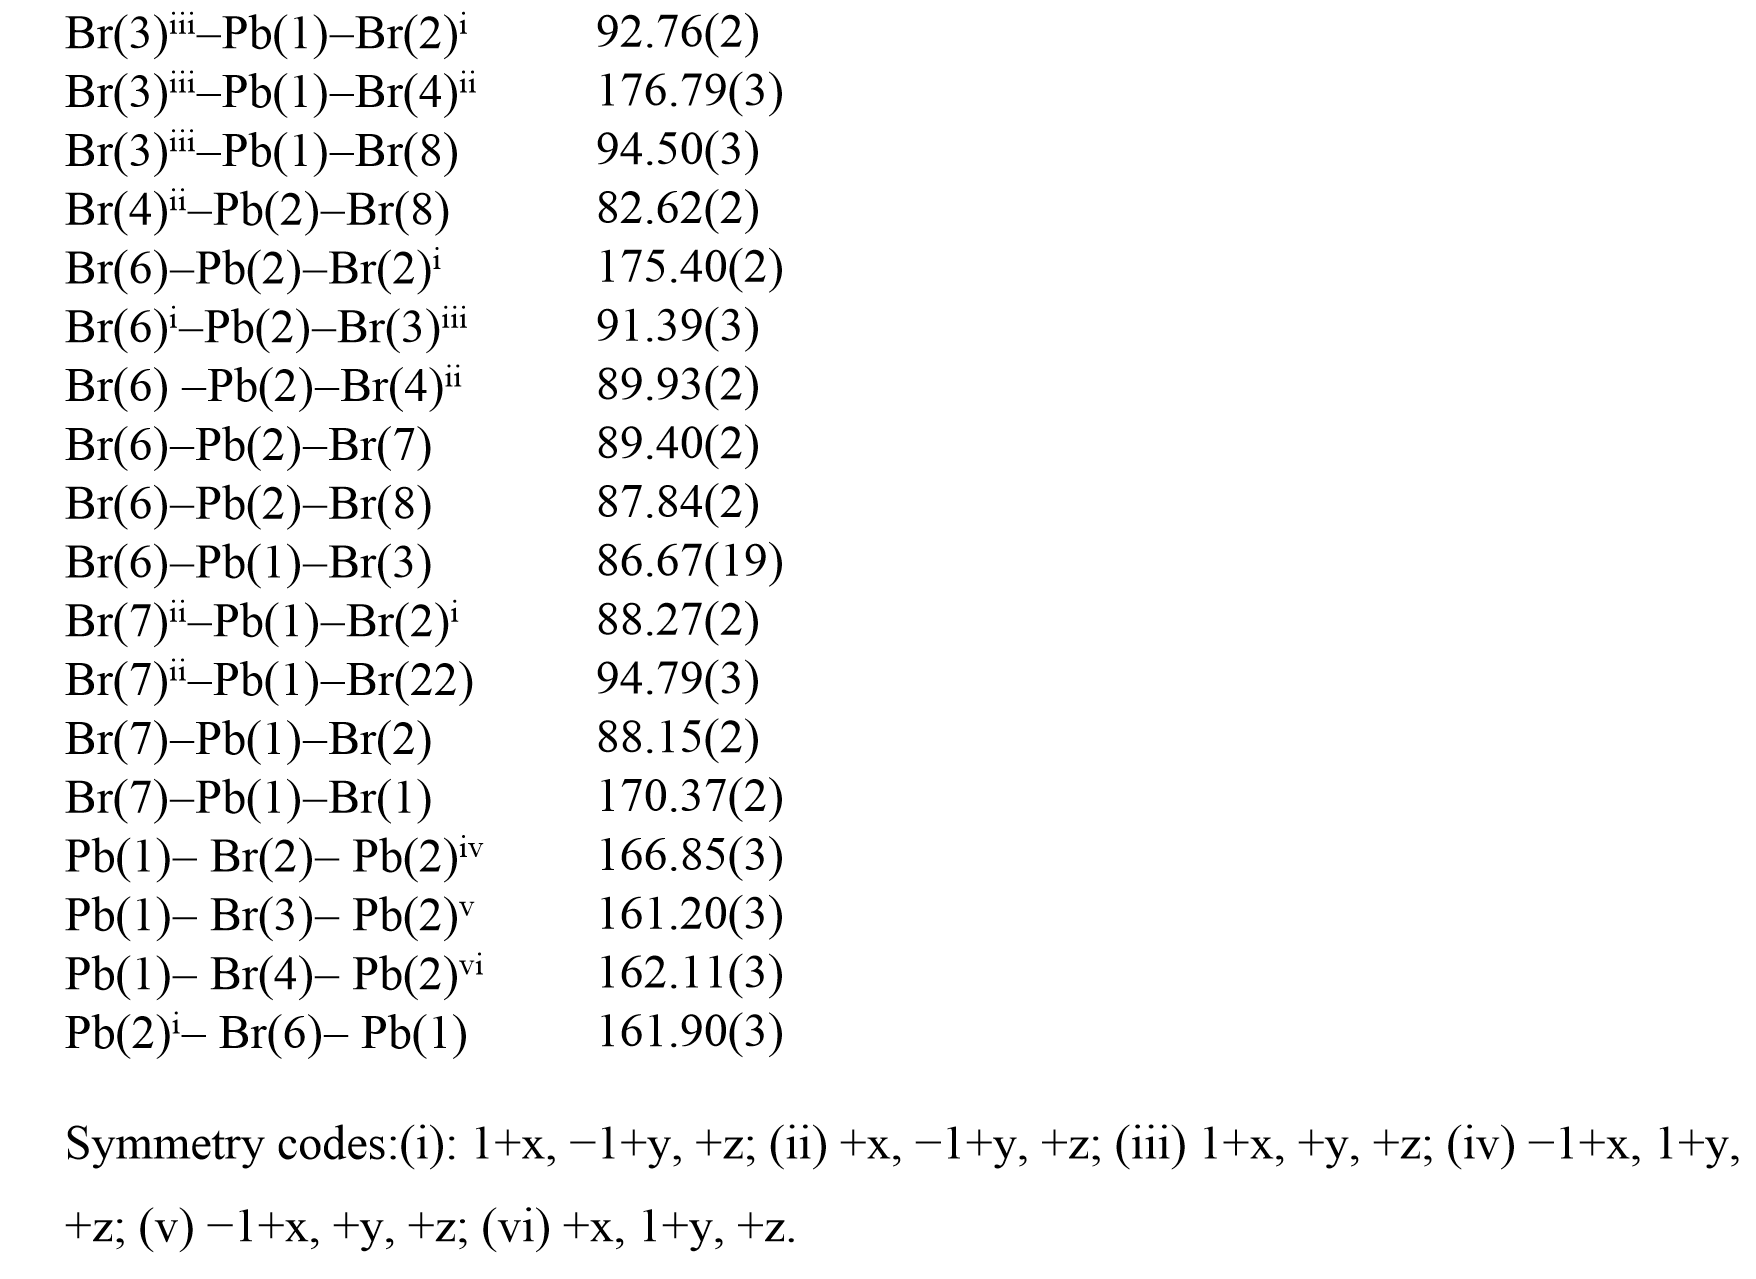 Br(3)ⁱⁱⁱ–Pb(1)–Br(2)ⁱ 92.76(2)
Br(3)ⁱⁱⁱ–Pb(1)–Br(4)ⁱⁱ 176.79(3)
Br(3)ⁱⁱⁱ–Pb(1)–Br(8) 94.50(3)
Br(4)ⁱⁱ–Pb(2)–Br(8) 82.62(2)
Br(6)–Pb(2)–Br(2)ⁱ 175.40(2)
Br(6)ⁱ–Pb(2)–Br(3)ⁱⁱⁱ 91.39(3)
Br(6) –Pb(2)–Br(4)ⁱⁱ 89.93(2)
Br(6)–Pb(2)–Br(7) 89.40(2)
Br(6)–Pb(2)–Br(8) 87.84(2)
Br(6)–Pb(1)–Br(3) 86.67(19)
Br(7)ⁱⁱ–Pb(1)–Br(2)ⁱ 88.27(2)
Br(7)ⁱⁱ–Pb(1)–Br(22) 94.79(3)
Br(7)–Pb(1)–Br(2) 88.15(2)
Br(7)–Pb(1)–Br(1) 170.37(2)
Pb(1)– Br(2)– Pb(2)ⁱᵛ 166.85(3)
Pb(1)– Br(3)– Pb(2)ᵛ 161.20(3)
Pb(1)– Br(4)– Pb(2)ᵛⁱ 162.11(3)
Pb(2)ⁱ– Br(6)– Pb(1) 161.90(3)
Symmetry codes:(i): 1+x, −1+y, +z; (ii) +x, −1+y, +z; (iii) 1+x, +y, +z; (iv) −1+x, 1+y,
+z; (v) −1+x, +y, +z; (vi) +x, 1+y, +z.